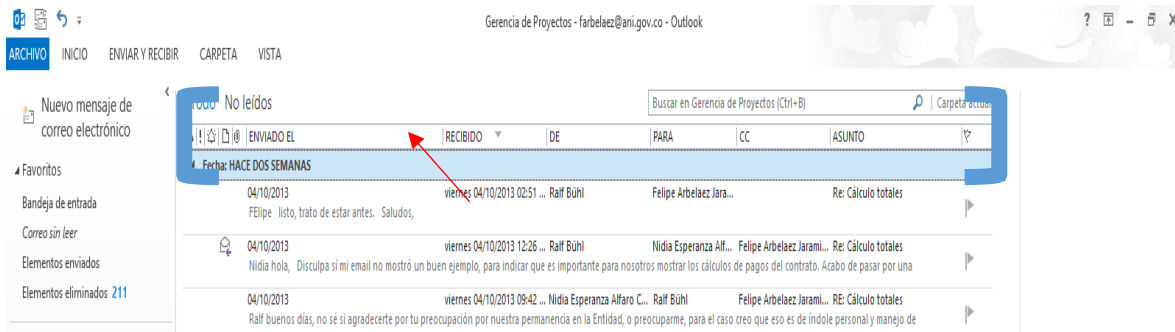 Gerencia de Proyectos - farbelaez@ani.gov.co - Outlook
ARCHIVO INICIO ENVIAR Y RECIBIR CARPETA VISTA
Nuevo mensaje de
correo electrónico
Favoritos
Bandeja de entrada
Correo sin leer
Elementos enviados
Elementos eliminados 211
Todo No leídos
Buscar en Gerencia de Proyectos (Ctrl+B) Carpeta actual
ENVIADO EL RECIBIDO DE PARA CC ASUNTO
Fecha: HACE DOS SEMANAS
04/10/2013 viernes 04/10/2013 02:51 ... Ralf Bühl Felipe Arbelaez Jara... Re: Cálculo totales
FElipe listo, trato de estar antes. Saludos,
04/10/2013 viernes 04/10/2013 12:26 ... Ralf Bühl Nidia Esperanza Alf... Felipe Arbelaez Jarami... Re: Cálculo totales
Nidia hola, Disculpa sí mi email no mostró un buen ejemplo, para indicar que es importante para nosotros mostrar los cálculos de pagos del contrato. Acabo de pasar por una
04/10/2013 viernes 04/10/2013 09:42 ... Nidia Esperanza Alfaro C... Ralf Bühl Felipe Arbelaez Jarami... RE: Cálculo totales
Ralf buenos días, no sé si agradecerte por tu preocupación por nuestra permanencia en la Entidad, o preocuparme, para el caso creo que eso es de índole personal y manejo de